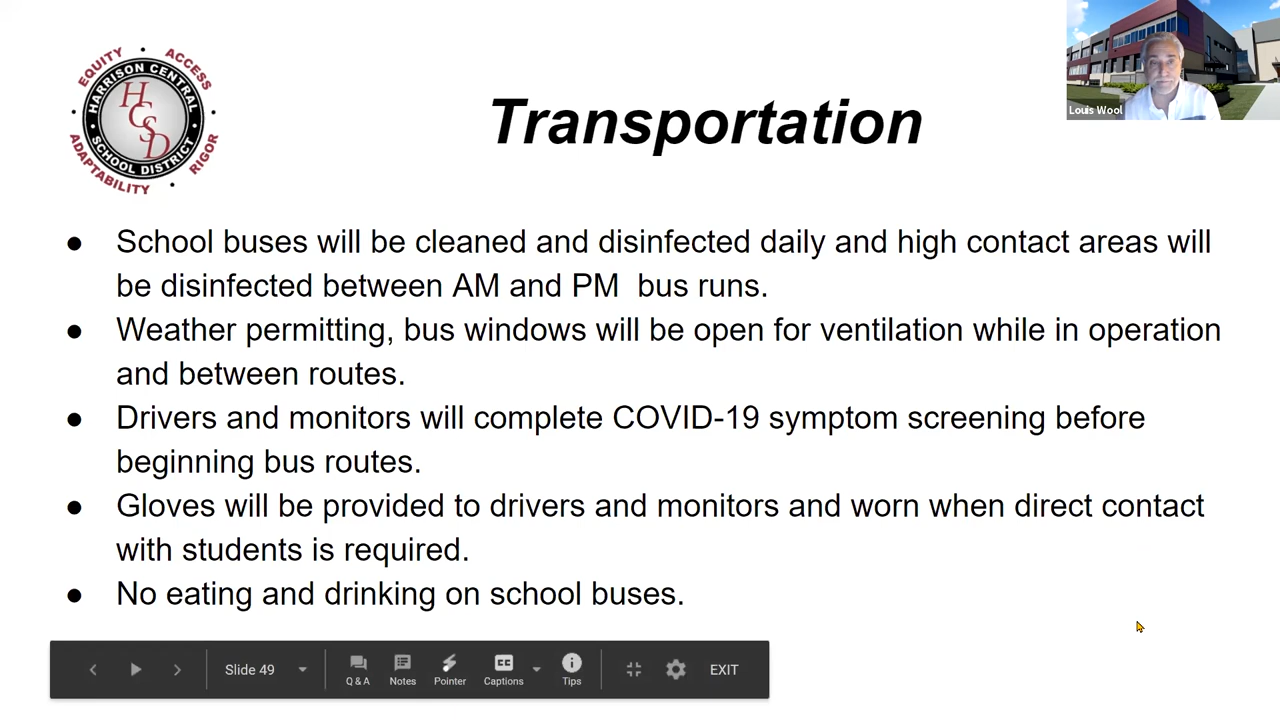 EQUITY
ACCESS
HARRISON CENTRAL
HCSD
SCHOOL DISTRICT
ADAPTABILITY
RIGOR
Transportation
Louis Wool
● School buses will be cleaned and disinfected daily and high contact areas will
be disinfected between AM and PM  bus runs.
● Weather permitting, bus windows will be open for ventilation while in operation
and between routes.
● Drivers and monitors will complete COVID-19 symptom screening before
beginning bus routes.
● Gloves will be provided to drivers and monitors and worn when direct contact
with students is required.
● No eating and drinking on school buses.
Slide 49
Q & A
Notes
Pointer
CC
Captions
Tips
EXIT